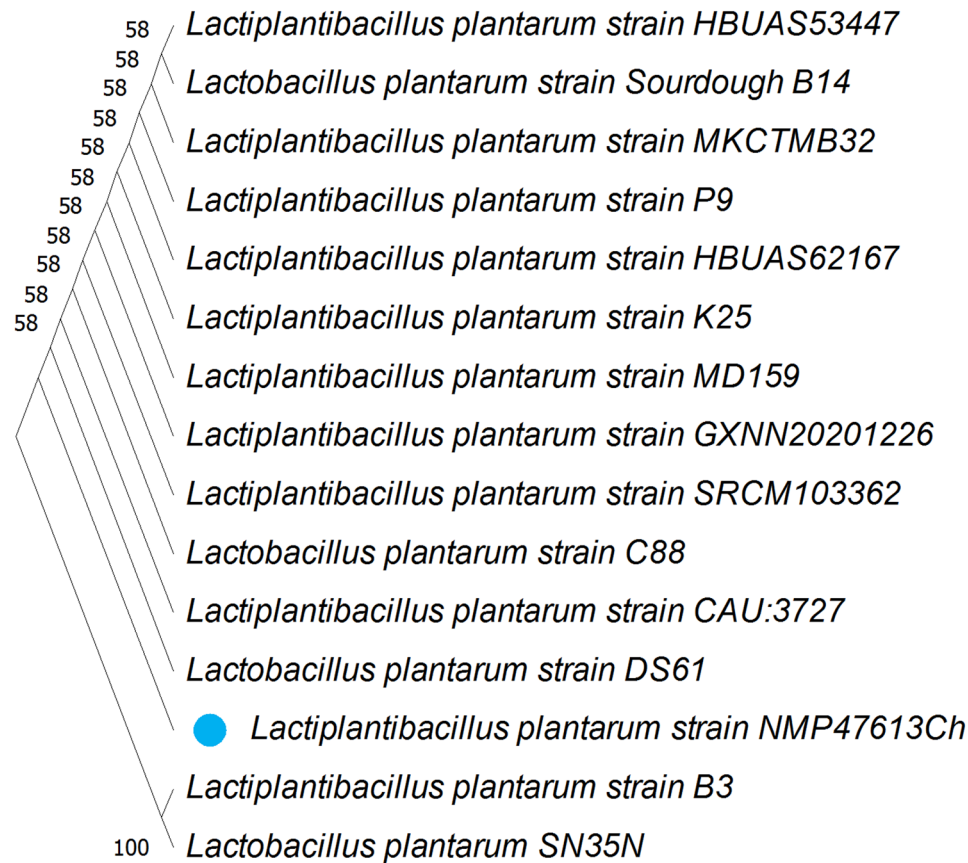 58 Lactiplantibacillus plantarum strain HBUAS53447
58
58 Lactobacillus plantarum strain Sourdough B14
58
58 Lactiplantibacillus plantarum strain MKCTMB32
58
58 Lactiplantibacillus plantarum strain P9
58
58 Lactiplantibacillus plantarum strain HBUAS62167
58
58 Lactiplantibacillus plantarum strain K25
Lactiplantibacillus plantarum strain MD159
Lactiplantibacillus plantarum strain GXNN20201226
Lactiplantibacillus plantarum strain SRCM103362
Lactobacillus plantarum strain C88
Lactiplantibacillus plantarum strain CAU:3727
Lactobacillus plantarum strain DS61
Lactiplantibacillus plantarum strain NMP47613Ch
Lactiplantibacillus plantarum strain B3
100 Lactobacillus plantarum SN35N